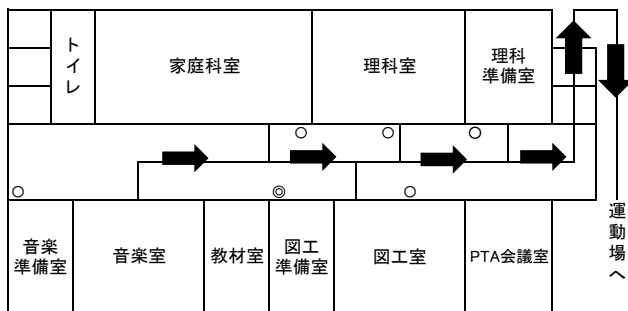 トイレ
家庭科室
理科室
理科
準備室
音楽
準備室
音楽室
教材室
図工
準備室
図工室
PTA会議室
運動場へ